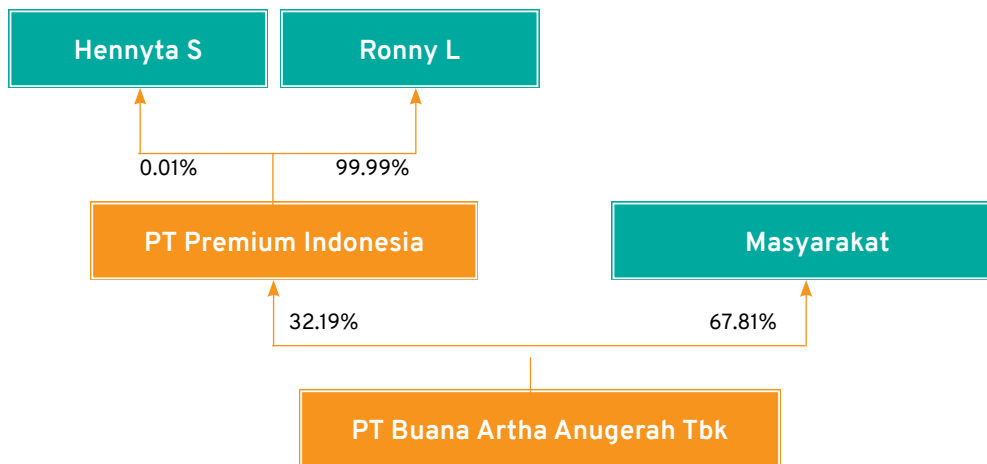 Hennyta S
Ronny L
0.01%
99.99%
PT Premium Indonesia
Masyarakat
32.19%
67.81%
PT Buana Artha Anugerah Tbk